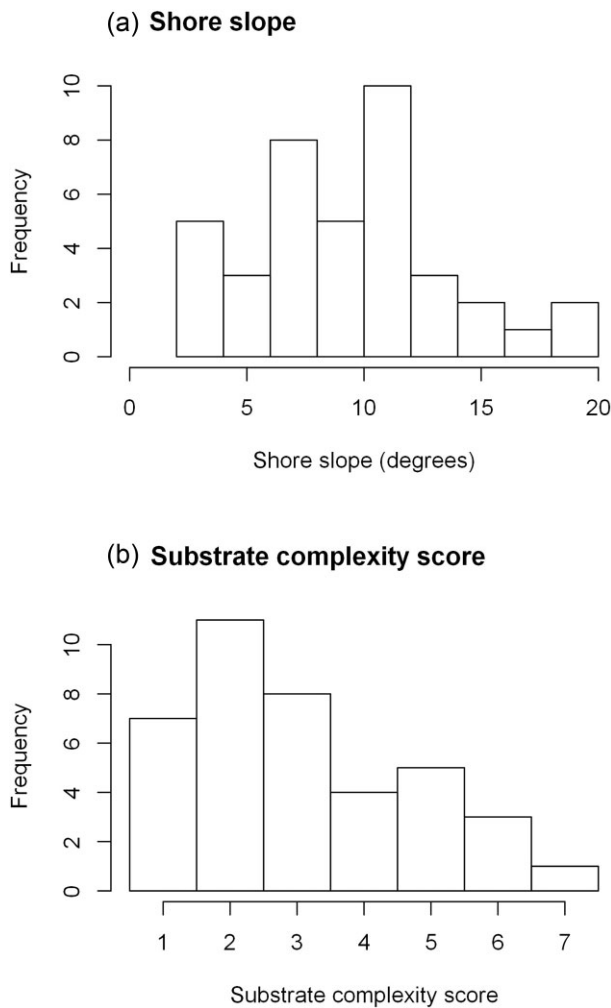 (a) Shore slope
Frequency
10
8
6
4
2
0
0 5 10 15 20
Shore slope (degrees)
(b) Substrate complexity score
Frequency
10
8
6
4
2
0
1 2 3 4 5 6 7
Substrate complexity score